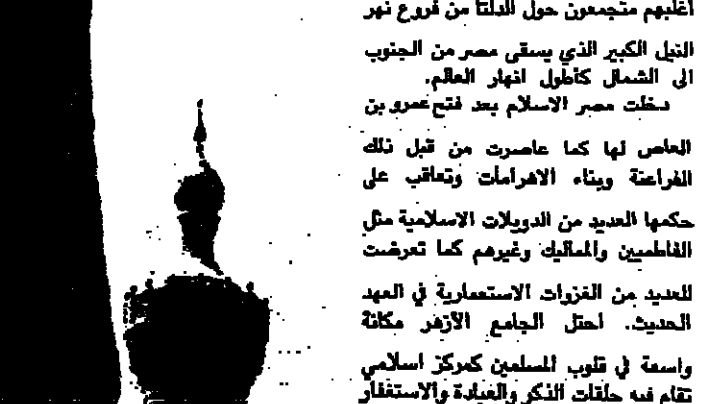 أغلبهم متجمعون حول الدلتا من فروع نهر
النيل الكبير الذي يسقى مصر من الجنوب
الى الشمال كأطول انهار العالم.
دخلت مصر الاسلام بعد فتح عمرو بن
العاص لها كما عاصرت من قبل ذلك
الفراعنة وبناء الاهرامات وتعاقب على
حكمها العديد من الدويلات الاسلامية مثل
الفاطميين والمماليك وغيرهم كما تعرضت
للعديد من الغزوات الاستعمارية في العهد
الحديث. احتل الجامع الأزهر مكانة
واسعة في قلوب المسلمين كمركز اسلامي
تقام فيه حلقات الذكر والعبادة والاستغفار